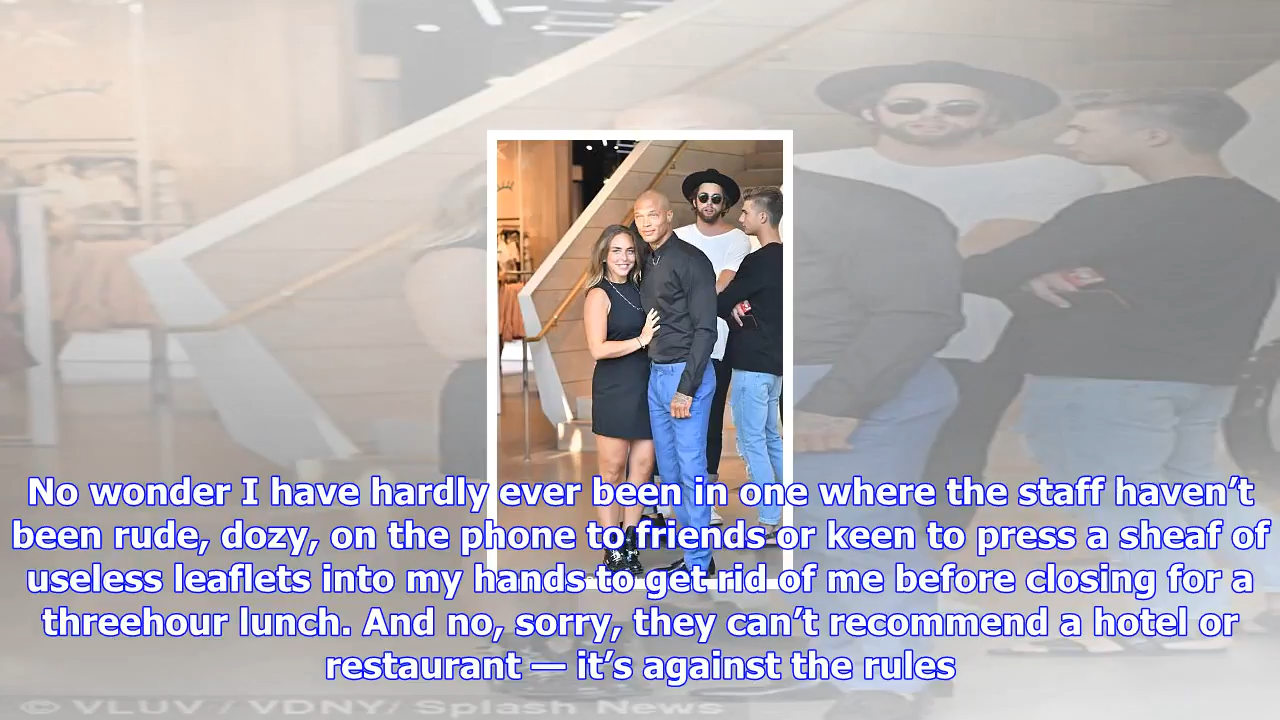 No wonder I have hardly ever been in one where the staff haven’t
been rude, dozy, on the phone to friends or keen to press a sheaf of
useless leaflets into my hands to get rid of me before closing for a
threehour lunch. And no, sorry, they can’t recommend a hotel or
restaurant — it’s against the rules
© VLUV / VDNY/ Splash News